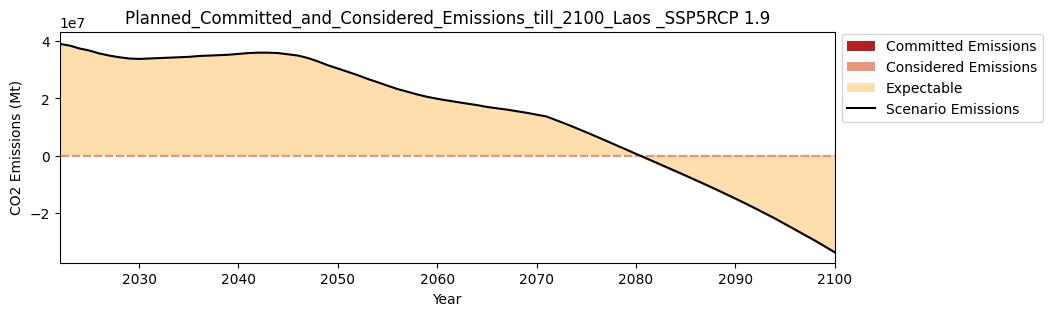 Planned_Committed_and_Considered_Emissions_till_2100_Laos _SSP5RCP 1.9
1e7
4
2
0
−2
CO2 Emissions (Mt)
2030 2040 2050 2060 2070 2080 2090 2100
Year
Committed Emissions
Considered Emissions
Expectable
Scenario Emissions